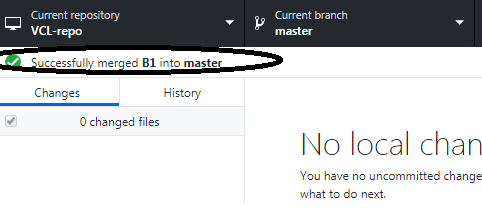 Current repository
VCL-repo
Current branch
master
Successfully merged B1 into master
Changes
History
0 changed files
No local chan
You have no uncommitted change
what to do next.